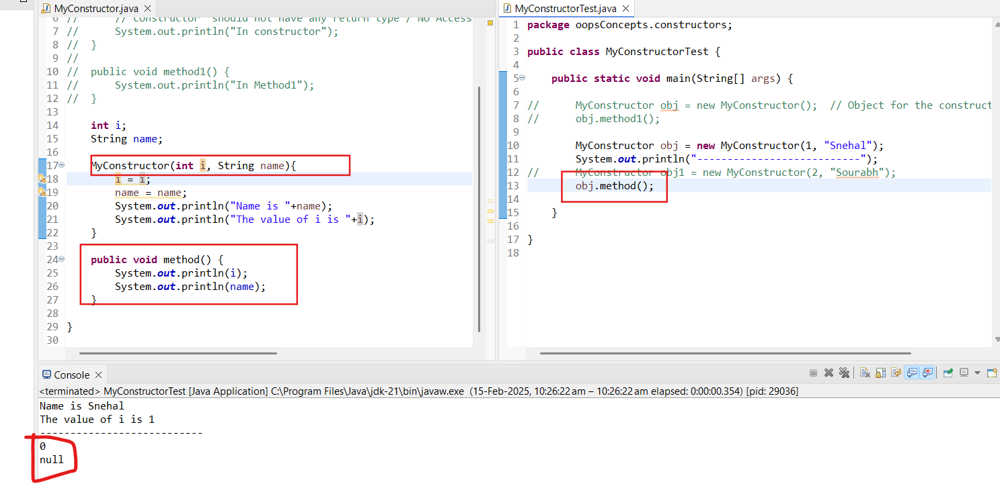 MyConstructor.java
MyConstructorTest.java
6 // // constructor should not have any return type / No Access
7 // System.out.println("In constructor");
8 // }
9 //
10 // public void method1() {
11 // System.out.println("In Method1");
12 // }
13
14 int i;
15 String name;
16
17 MyConstructor(int i, String name){
18 i = i;
19 name = name;
20 System.out.println("Name is "+name);
21 System.out.println("The value of i is "+i);
22 }
23
24 public void method() {
25 System.out.println(i);
26 System.out.println(name);
27 }
28
29 }
30
1 package oopsConcepts.constructors;
2
3 public class MyConstructorTest {
4
5 public static void main(String[] args) {
6
7 // MyConstructor obj = new MyConstructor(); // Object for the construct
8 // obj.method1();
9
10 MyConstructor obj = new MyConstructor(1, "Snehal");
11 System.out.println("---------------------------");
12 // MyConstructor obj1 = new MyConstructor(2, "Sourabh");
13 obj.method();
14
15 }
16
17 }
18
Console
<terminated> MyConstructorTest [Java Application] C:\Program Files\Java\jdk-21\bin\javaw.exe (15-Feb-2025, 10:26:22 am – 10:26:22 am elapsed: 0:00:00.354) [pid: 29036]
Name is Snehal
The value of i is 1
---------------------------
0
null